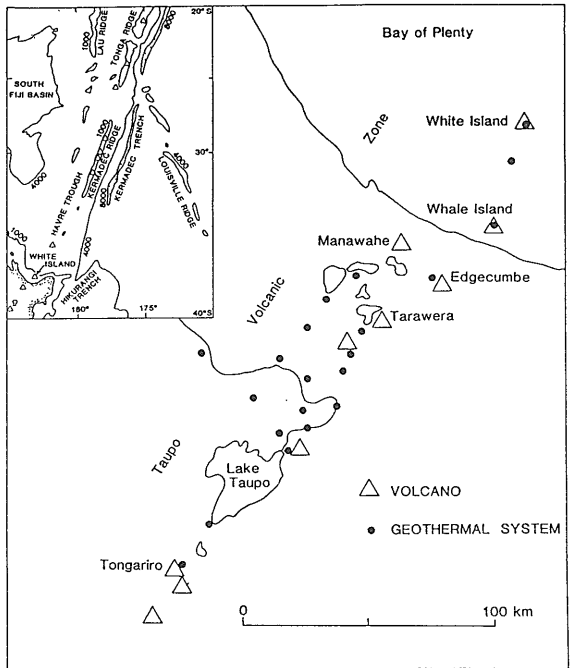 20°S
LAU RIDGE
1000
TONGA RIDGE
8000
SOUTH
FIJI BASIN
4000
30°
1000
KERMADEC RIDGE
8000
KERMADEC TRENCH
HAVRE TROUGH
4000
LOUISVILLE RIDGE
1000
4000
WHITE
ISLAND
HIKURANGI
TRENCH
180°
175°
40°S
Bay of Plenty
White Island
Zone
Whale Island
Manawahe
Edgecumbe
Volcanic
Tarawera
Taupo
Lake
Taupo
VOLCANO
GEOTHERMAL SYSTEM
Tongariro
0
100 km